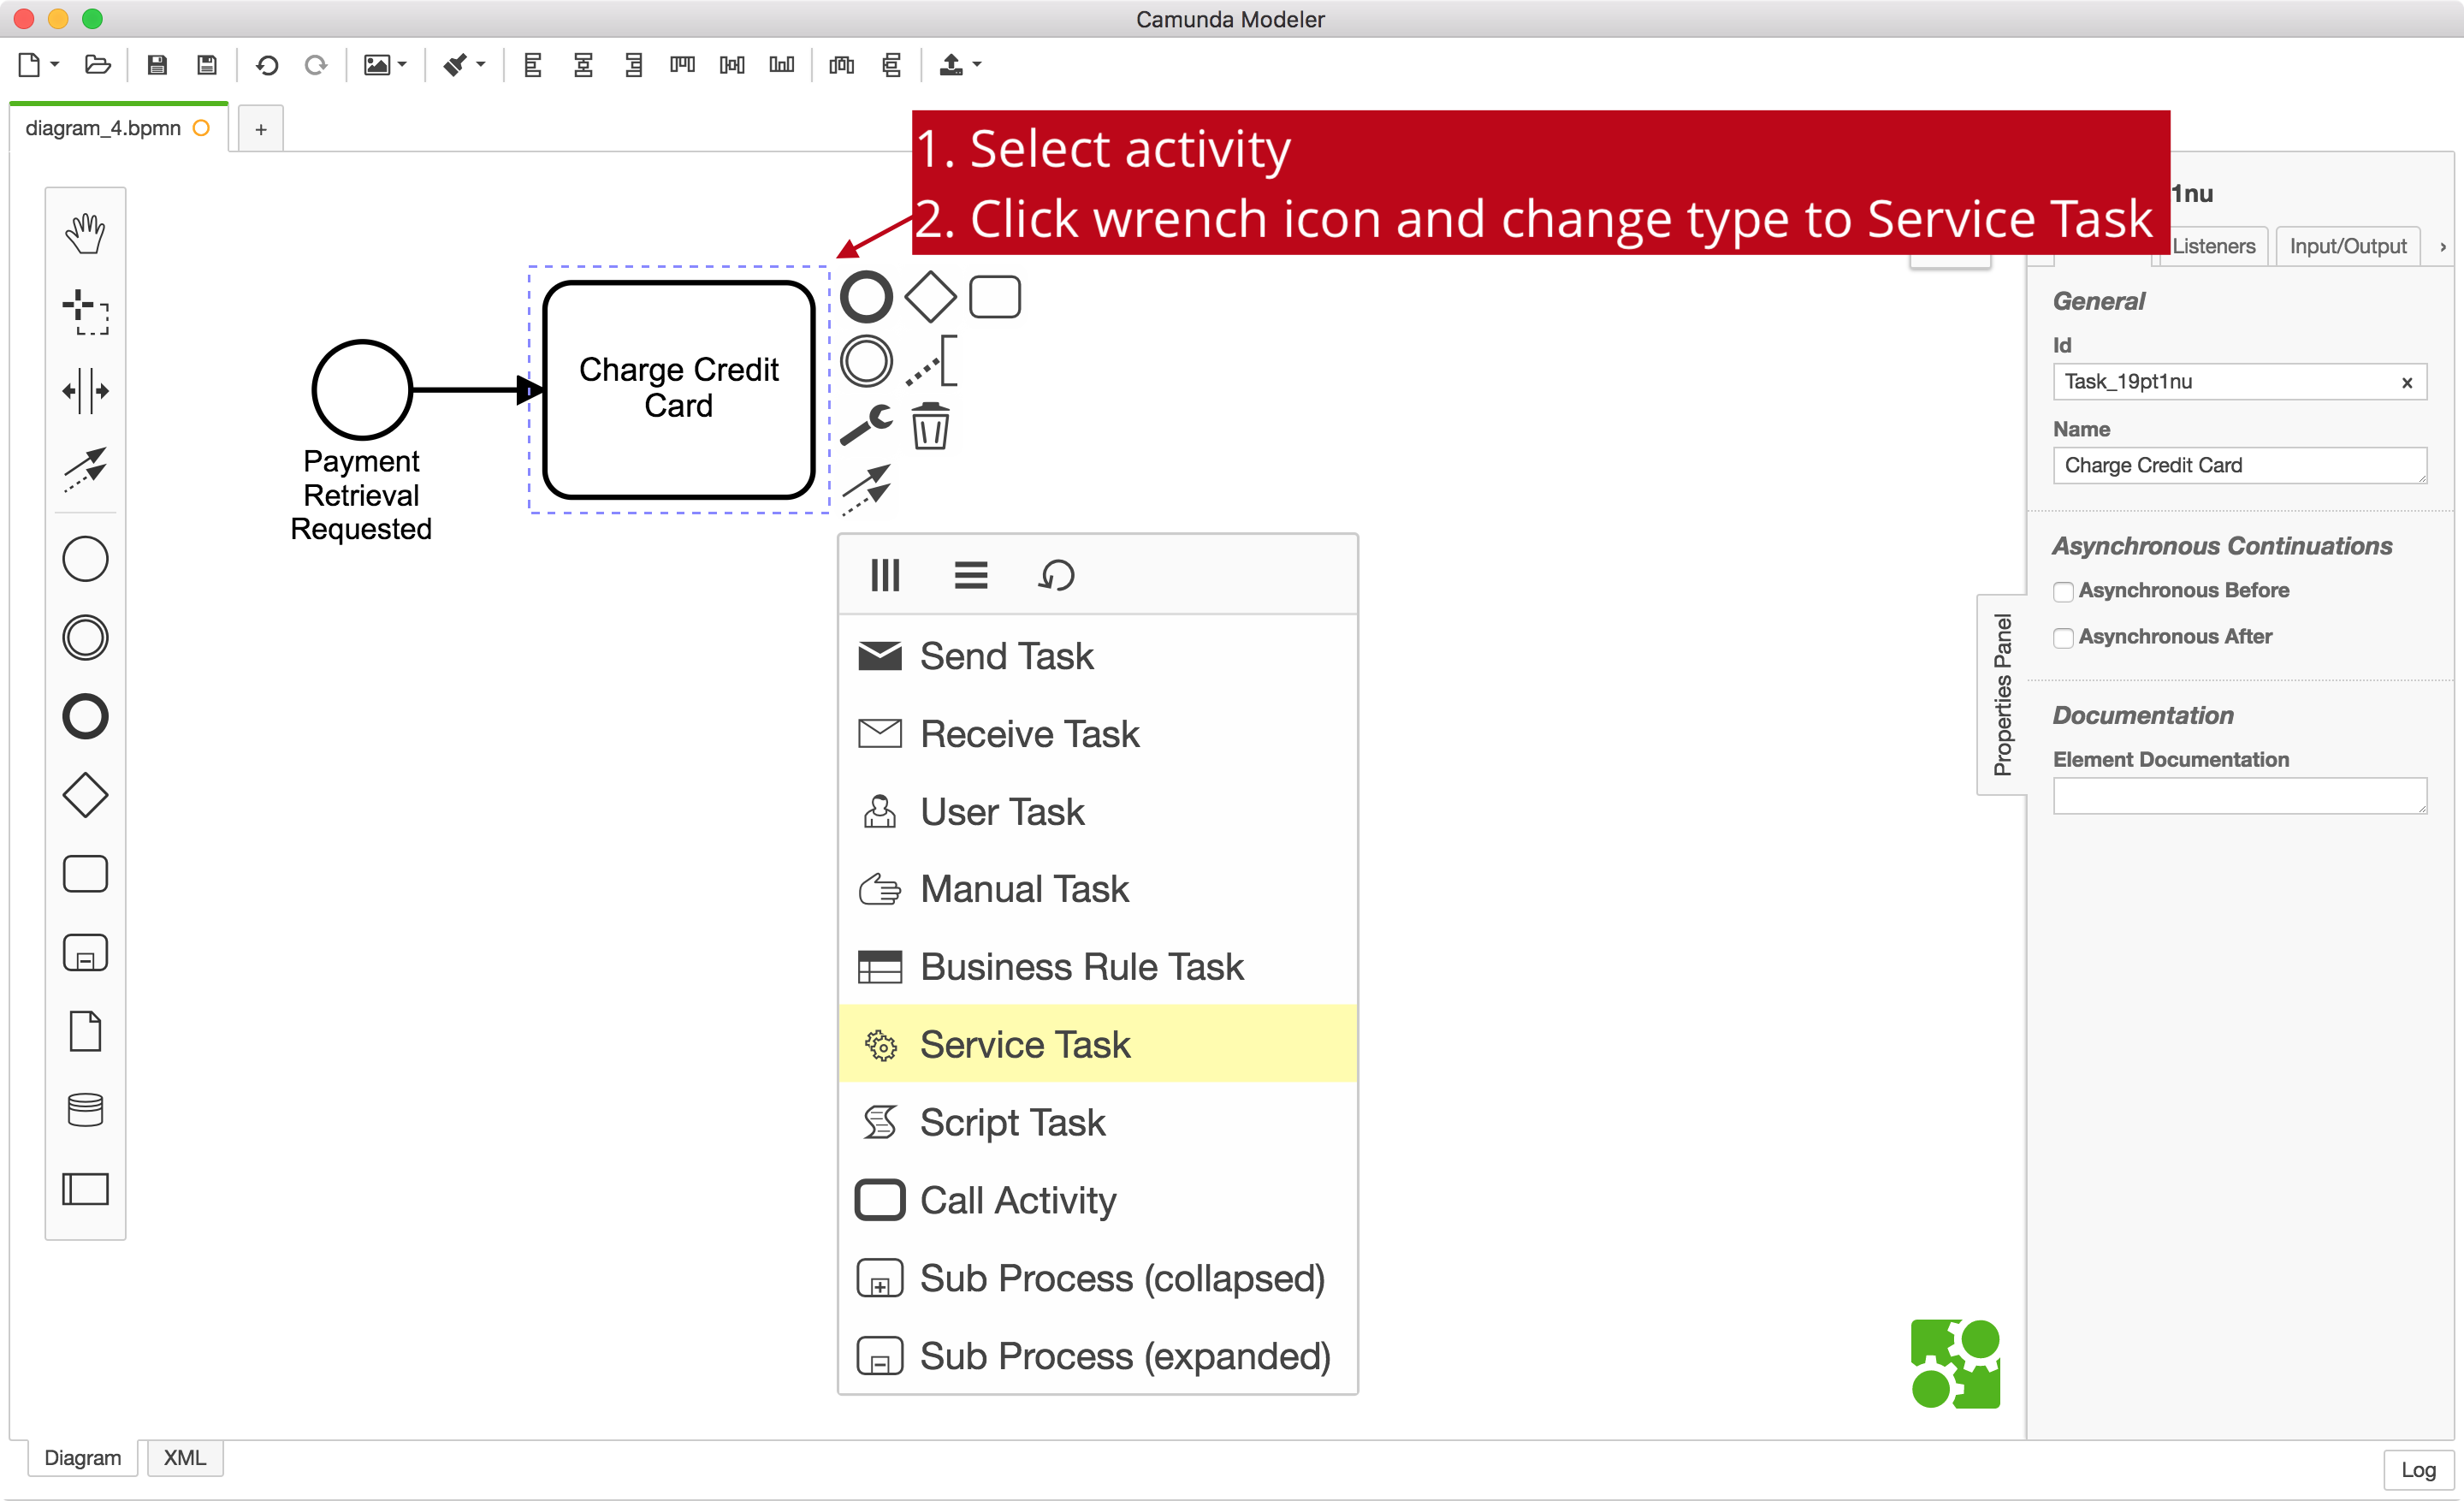 Camunda Modeler
diagram_4.bpmn
+
1. Select activity
2. Click wrench icon and change type to Service Task
1nu
Listeners
Input/Output
›
Charge Credit
Card
Payment
Retrieval
Requested
General
Id
Task_19pt1nu
×
Name
Charge Credit Card
Asynchronous Continuations
Asynchronous Before
Asynchronous After
Documentation
Element Documentation
Properties Panel
Send Task
Receive Task
User Task
Manual Task
Business Rule Task
Service Task
Script Task
Call Activity
Sub Process (collapsed)
Sub Process (expanded)
Diagram
XML
Log